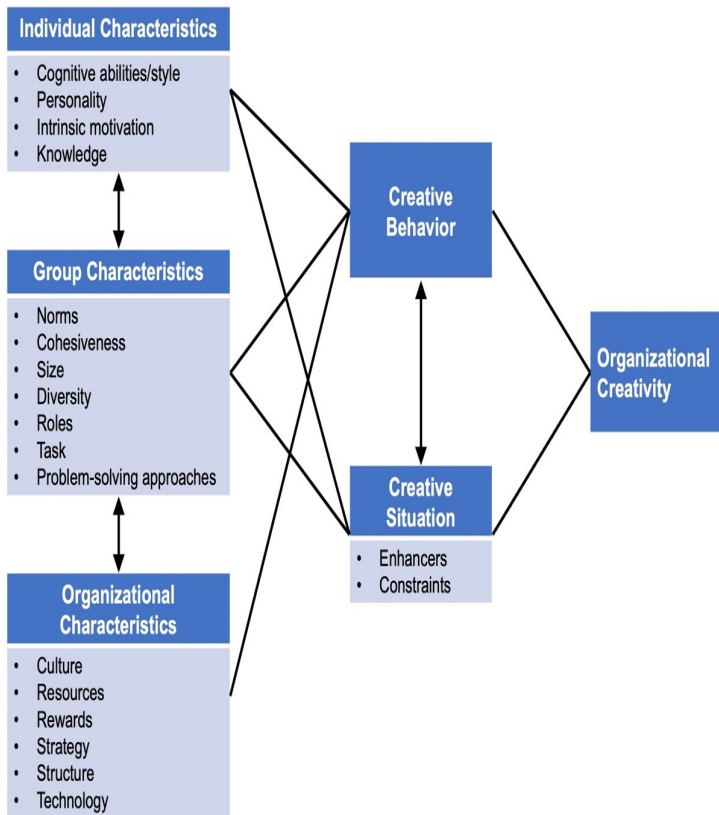 Individual Characteristics
• Cognitive abilities/style
• Personality
• Intrinsic motivation
• Knowledge
Group Characteristics
• Norms
• Cohesiveness
• Size
• Diversity
• Roles
• Task
• Problem-solving approaches
Organizational
Characteristics
• Culture
• Resources
• Rewards
• Strategy
• Structure
• Technology
Creative
Behavior
Creative
Situation
• Enhancers
• Constraints
Organizational
Creativity